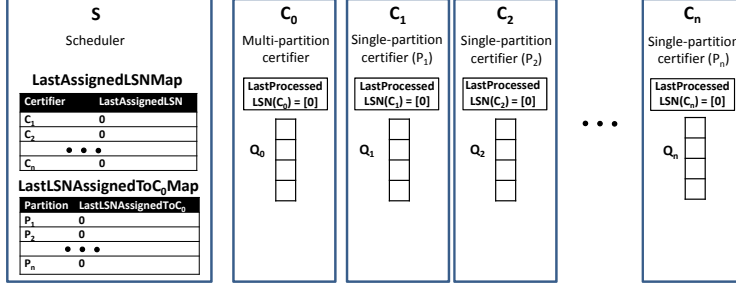 S
Scheduler
LastAssignedLSNMap
Certifier LastAssignedLSN
C₁ 0
C₂ 0
• • •
Cₙ 0
LastLSNAssignedToC₀Map
Partition LastLSNAssignedToC₀
P₁ 0
P₂ 0
• • •
Pₙ 0
C₀
Multi-partition
certifier
LastProcessed
LSN(C₀) = [0]
Q₀
C₁
Single-partition
certifier (P₁)
LastProcessed
LSN(C₁) = [0]
Q₁
C₂
Single-partition
certifier (P₂)
LastProcessed
LSN(C₂) = [0]
Q₂
• • •
Cₙ
Single-partition
certifier (Pₙ)
LastProcessed
LSN(Cₙ) = [0]
Qₙ